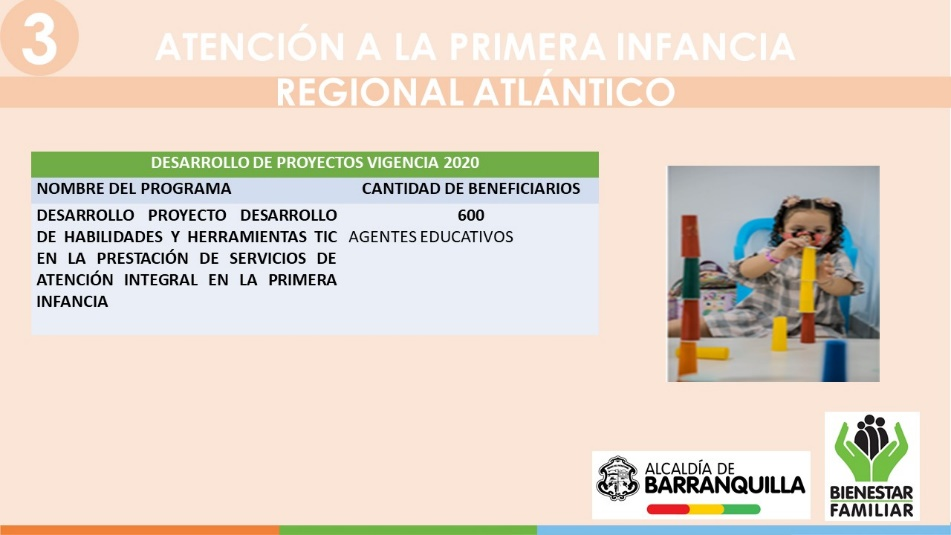 3
ATENCIÓN A LA PRIMERA INFANCIA
REGIONAL ATLÁNTICO
DESARROLLO DE PROYECTOS VIGENCIA 2020
NOMBRE DEL PROGRAMA
CANTIDAD DE BENEFICIARIOS
DESARROLLO PROYECTO DESARROLLO
DE HABILIDADES Y HERRAMIENTAS TIC
EN LA PRESTACIÓN DE SERVICIOS DE
ATENCIÓN INTEGRAL EN LA PRIMERA
INFANCIA
600
AGENTES EDUCATIVOS
ALCALDÍA DE
BARRANQUILLA
BIENESTAR
FAMILIAR